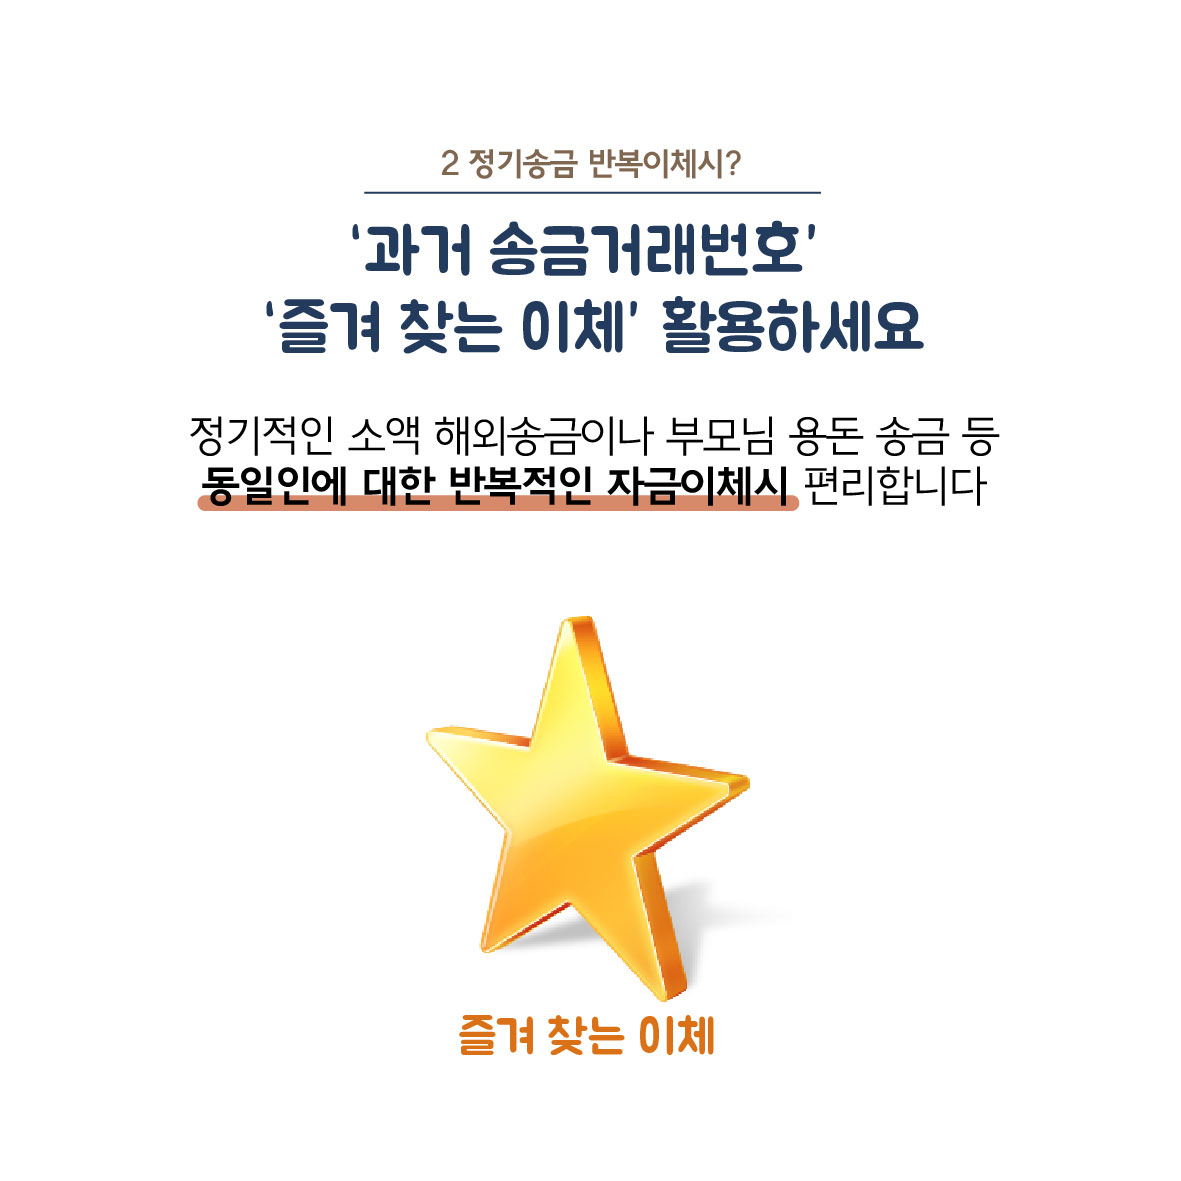 2 정기송금 반복이체시?
‘과거 송금거래번호’
‘즐겨 찾는 이체’ 활용하세요
정기적인 소액 해외송금이나 부모님 용돈 송금 등
동일인에 대한 반복적인 자금이체시 편리합니다
즐겨 찾는 이체